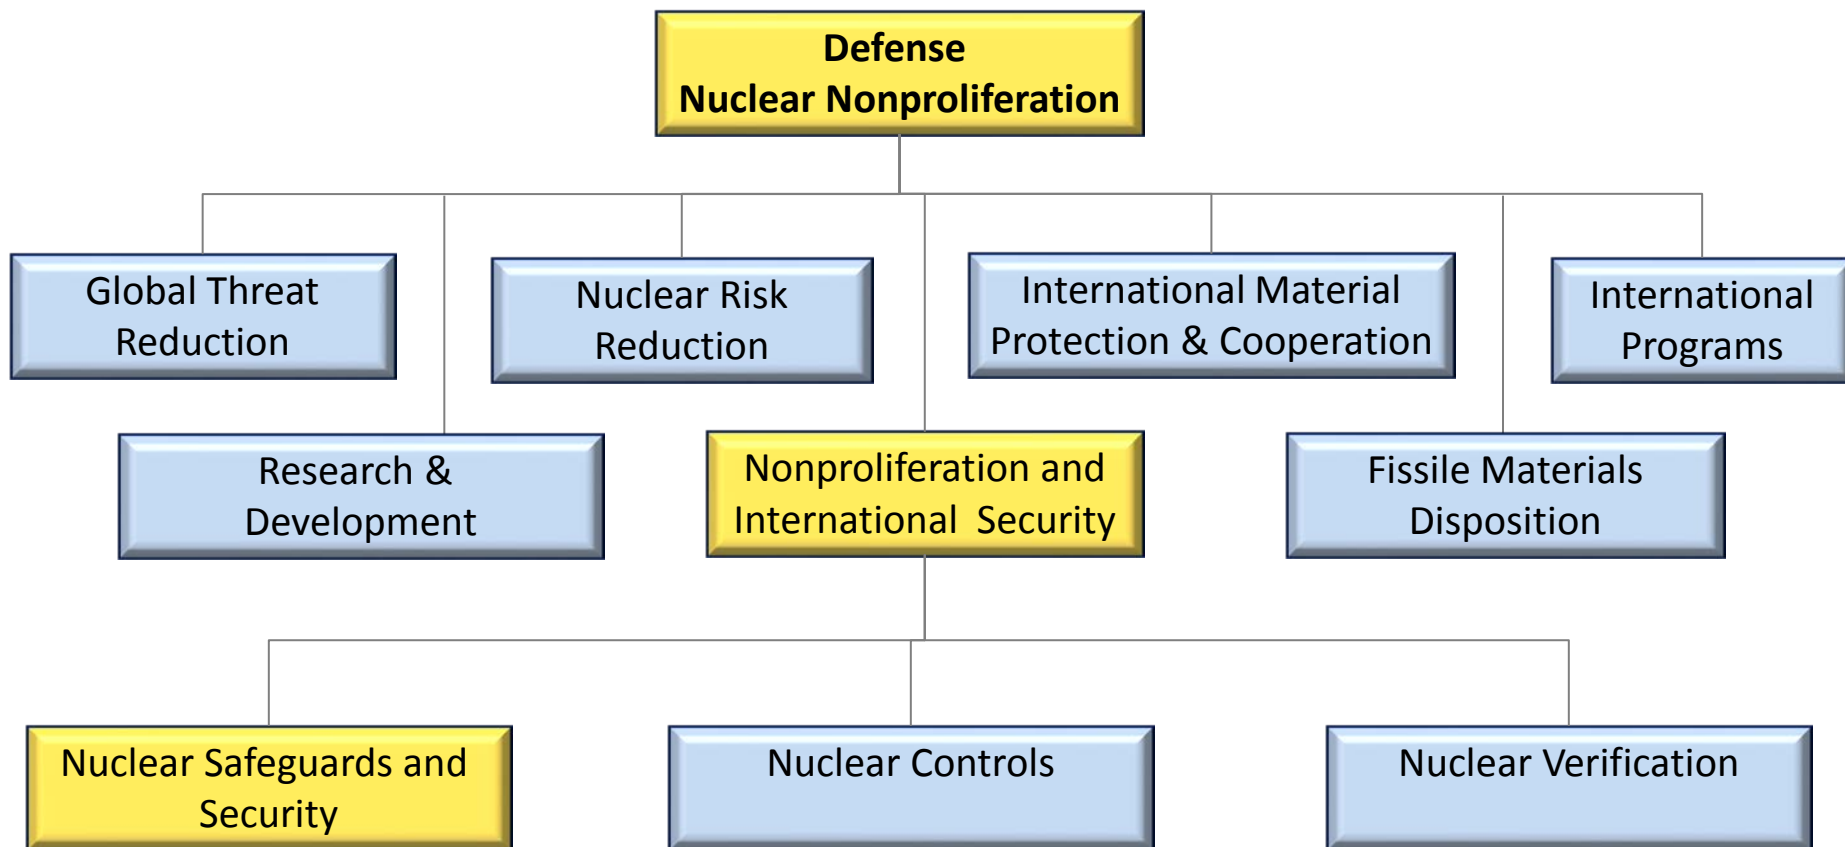 Defense
Nuclear Nonproliferation
Global Threat
Reduction
Nuclear Risk
Reduction
International Material
Protection & Cooperation
International
Programs
Research &
Development
Nonproliferation and
International  Security
Fissile Materials
Disposition
Nuclear Safeguards and
Security
Nuclear Controls
Nuclear Verification